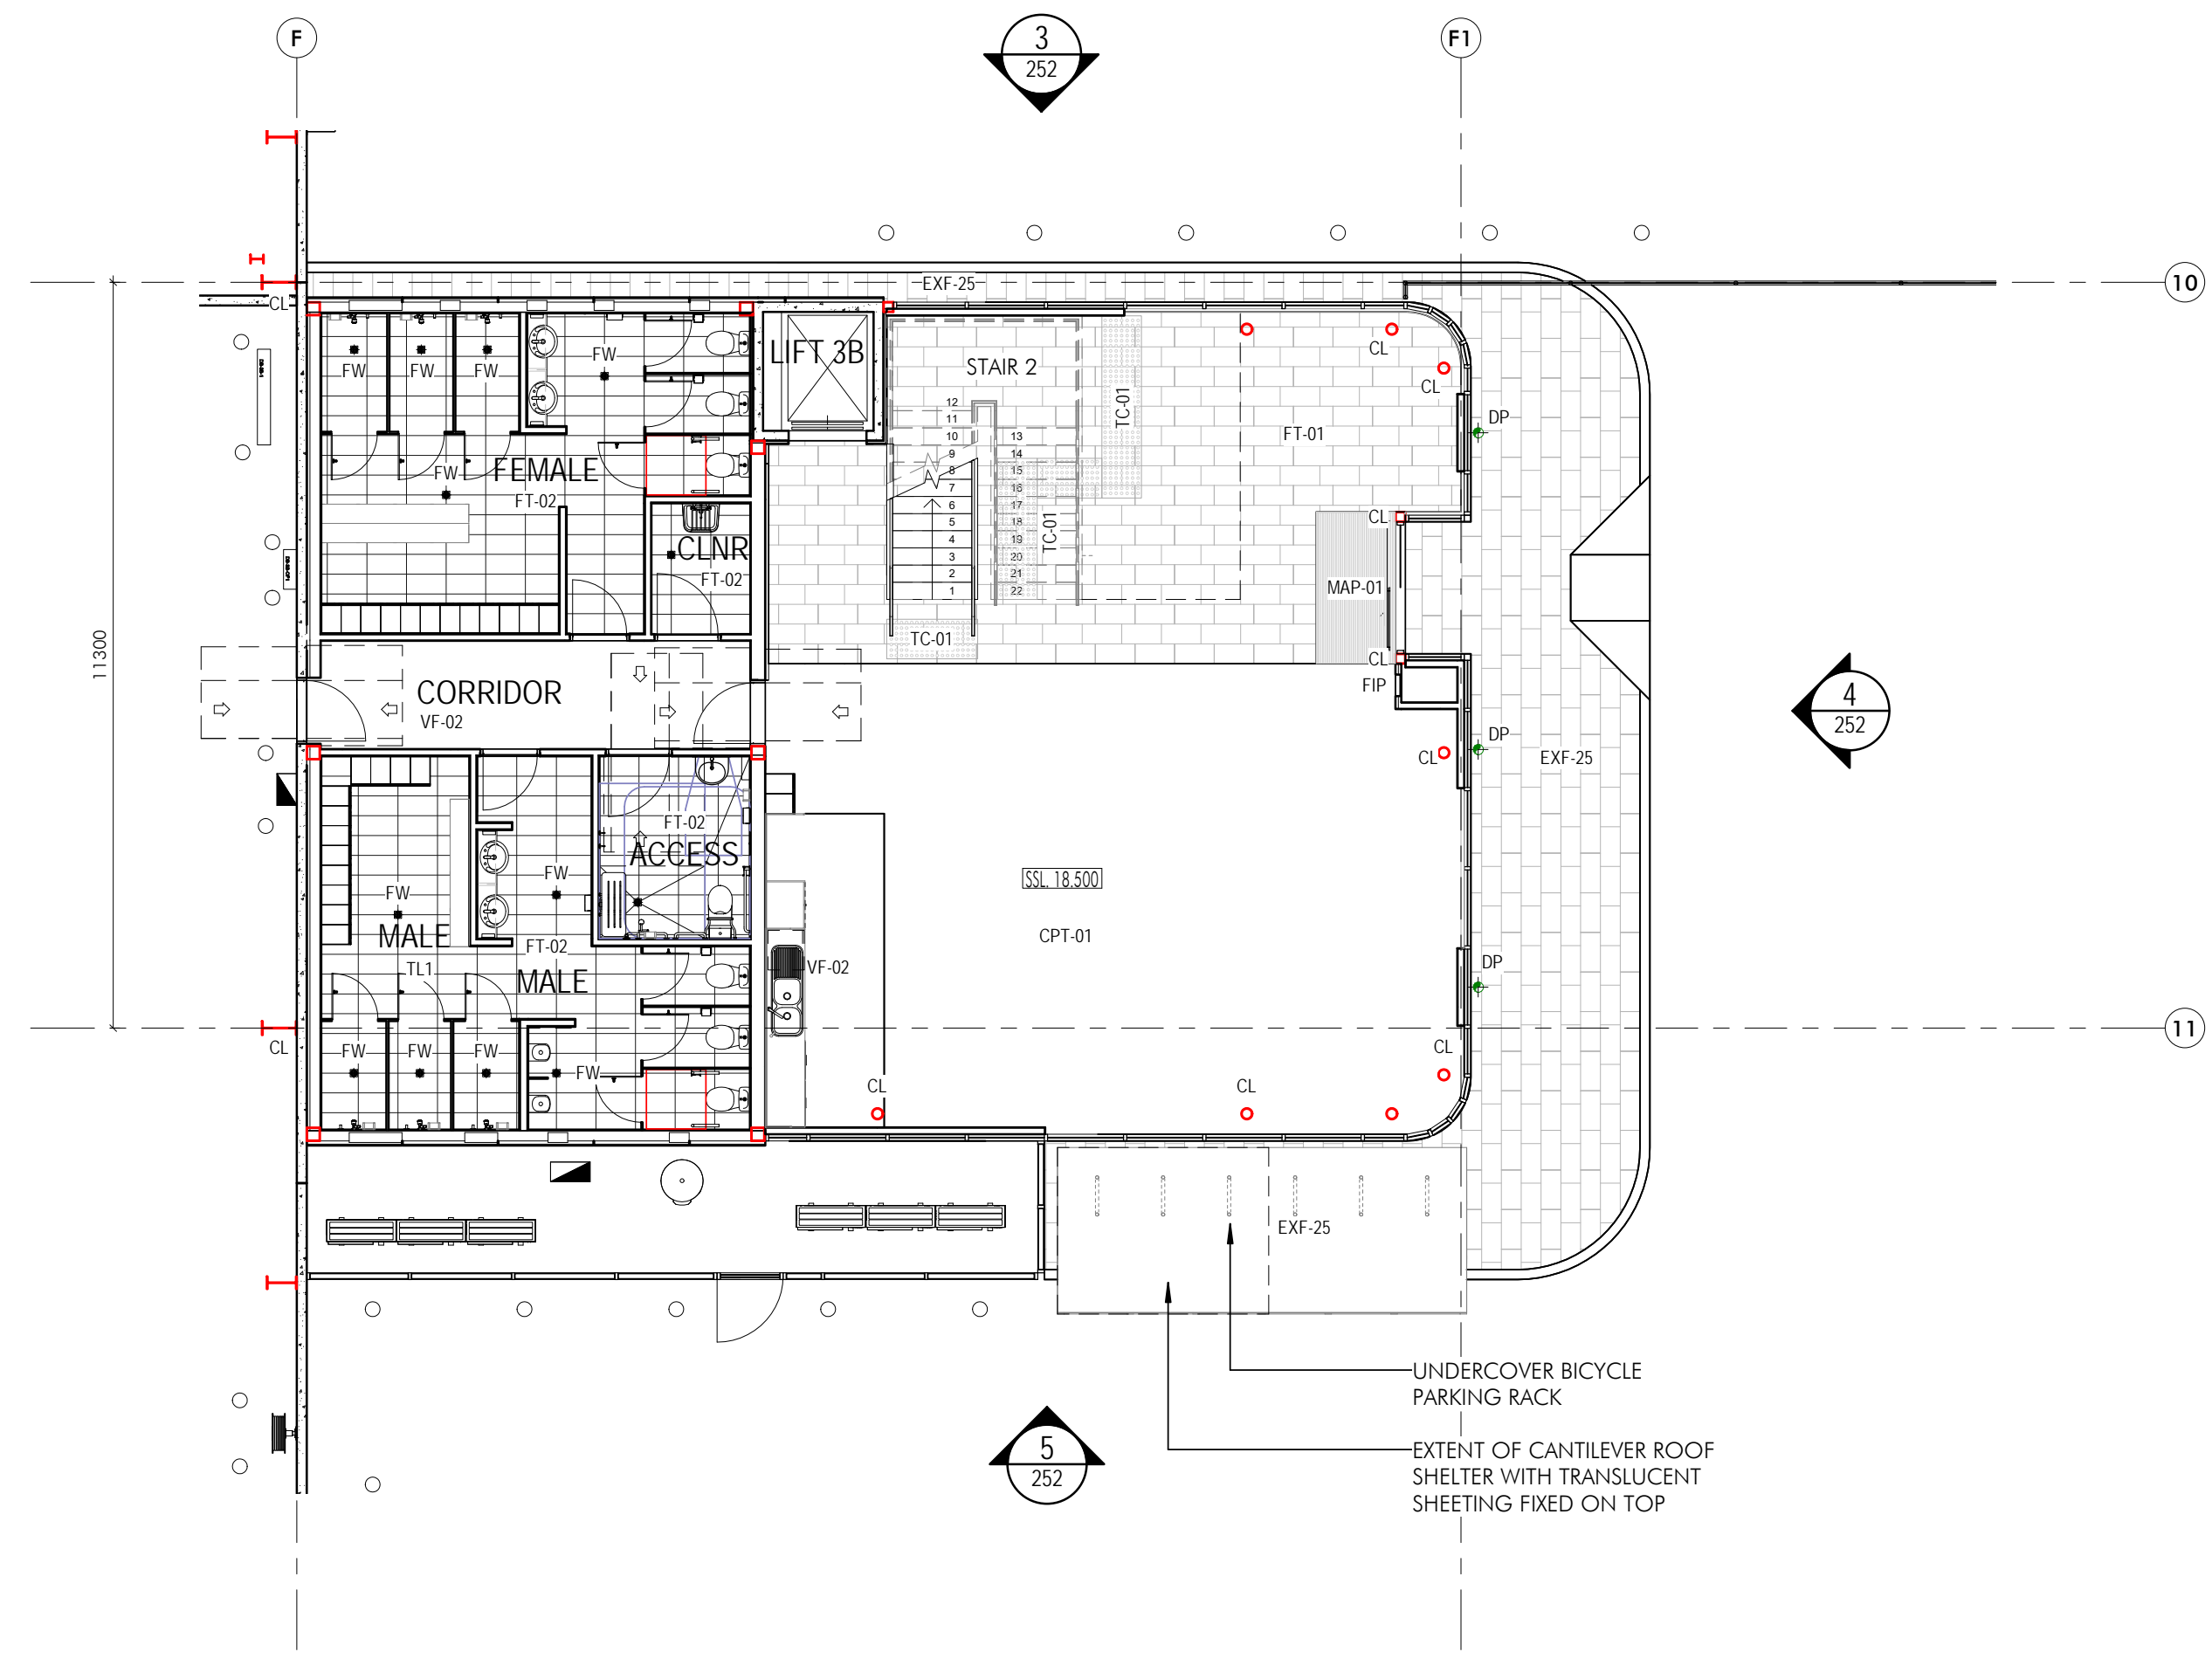 F
3
252
F1
EXF-25
10
CL
LIFT 3B
STAIR 2
CL
FW
FW
FW
FW
CL
TC-01
DP
12
11
10
9
8
7
6
5
4
3
2
1
13
14
15
16
17
18
19
20
21
22
FT-01
FW
FEMALE
FT-02
CL
TC-01
CLNR
FT-02
MAP-01
TC-01
11300
CL
FIP
CORRIDOR
VF-02
4
252
DP
CL
EXF-25
FT-02
ACCESS
SSL. 18.500
FW
FW
MALE
CPT-01
FT-02
VF-02
TL1
MALE
DP
11
CL
FW
FW
FW
FW
CL
CL
CL
EXF-25
UNDERCOVER BICYCLE
PARKING RACK
5
252
EXTENT OF CANTILEVER ROOF
SHELTER WITH TRANSLUCENT
SHEETING FIXED ON TOP